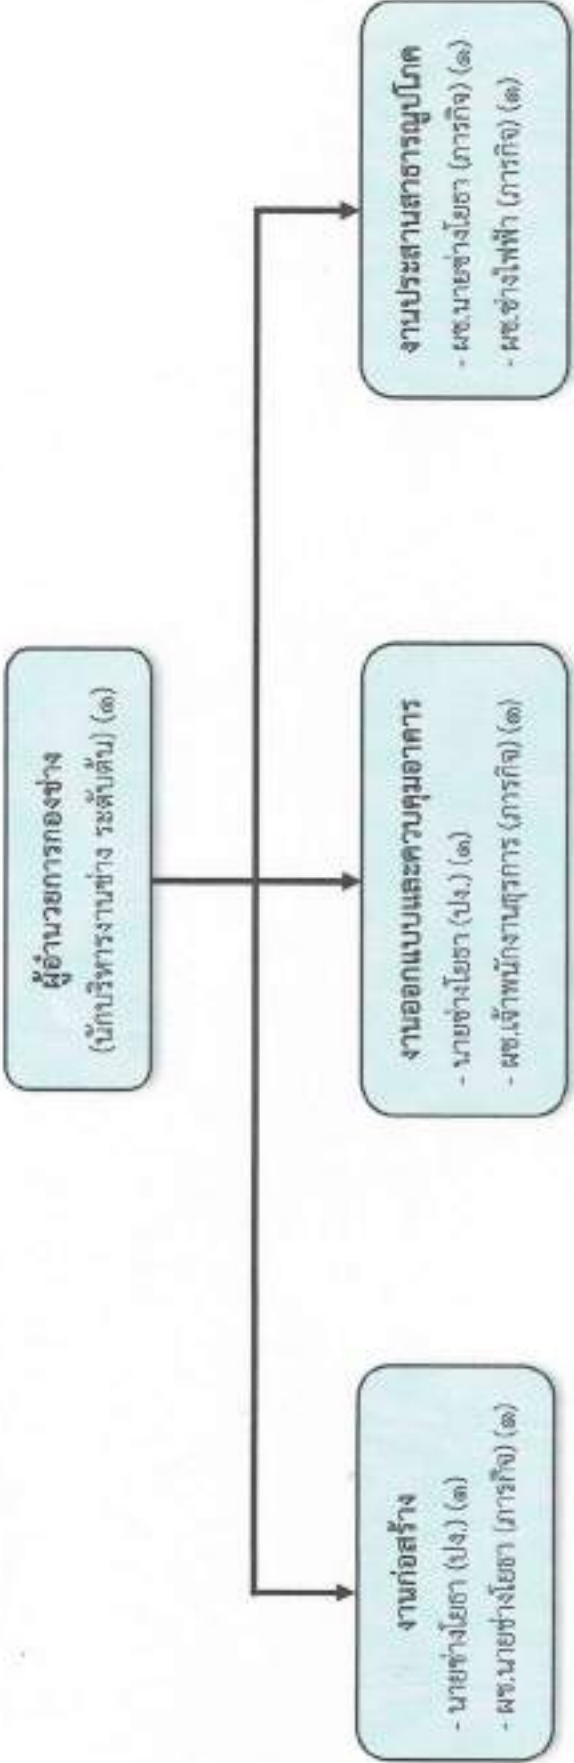 ผู้อำนวยการกองช่าง
(นักบริหารงานช่าง ระดับต้น) (๑)
งานก่อสร้าง
- นายช่างโยธา (ปง.) (๑)
- ผช.นายช่างโยธา (ภารกิจ) (๑)
งานออกแบบและควบคุมอาคาร
- นายช่างโยธา (ปง.) (๑)
- ผช.เจ้าพนักงานธุรการ (ภารกิจ) (๑)
งานประสานสาธารณูปโภค
- ผช.นายช่างโยธา (ภารกิจ) (๑)
- ผช.ช่างไฟฟ้า (ภารกิจ) (๑)